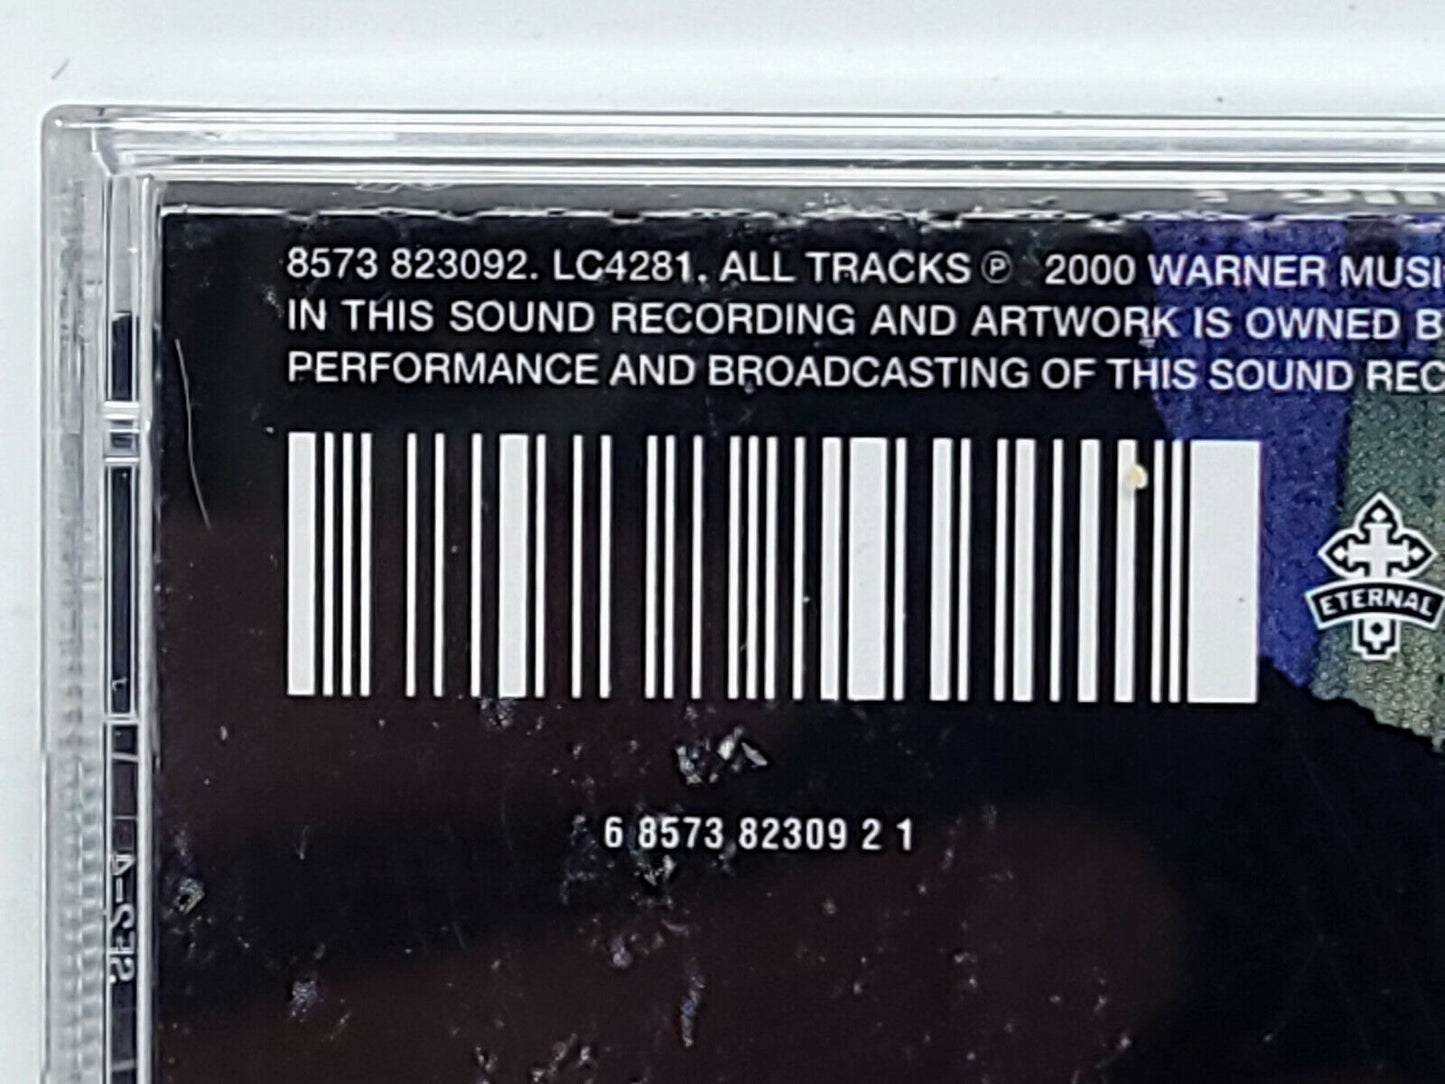 8573 823092. LC4281. ALL TRACKS ℗ 2000 WARNER MUSI
IN THIS SOUND RECORDING AND ARTWORK IS OWNED B
PERFORMANCE AND BROADCASTING OF THIS SOUND REC
ETERNAL
6 8573 82309 2 1